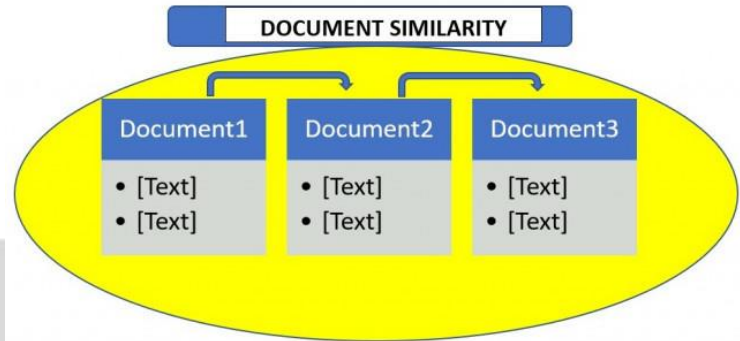 DOCUMENT SIMILARITY
Document1
• [Text]
• [Text]
Document2
• [Text]
• [Text]
Document3
• [Text]
• [Text]